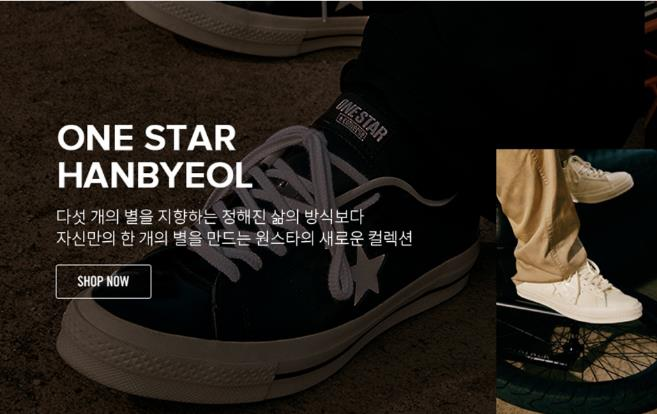 ONE STAR
HANBYEOL
다섯 개의 별을 지향하는 정해진 삶의 방식보다
자신만의 한 개의 별을 만드는 원스타의 새로운 컬렉션
SHOP NOW
ONE STAR